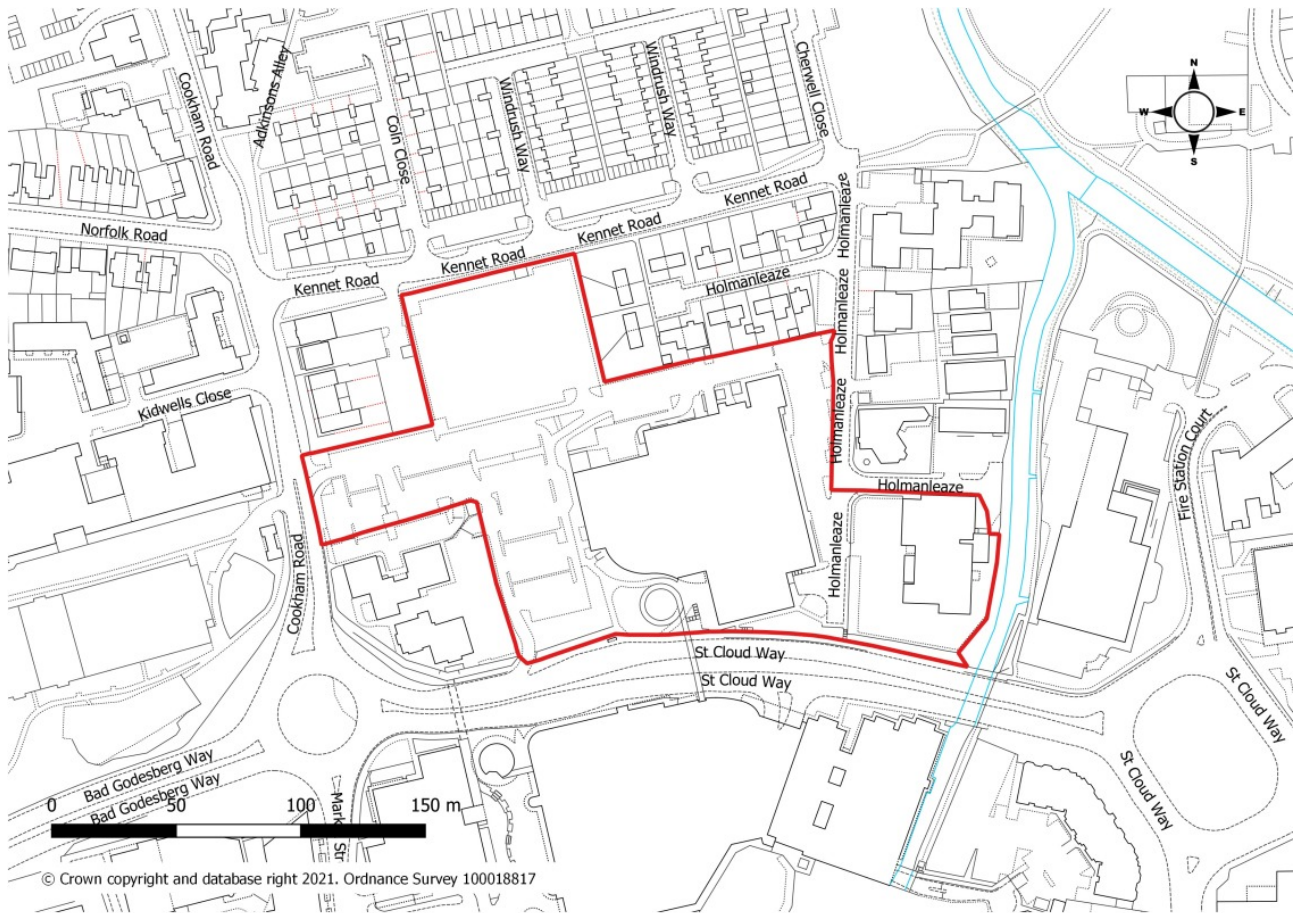 Cookham Road
Adkinsons Alley
Colin Close
Windrush Way
Windrush Way
Cherwell Close
N
W
E
S
Norfolk Road
Kennet Road
Kennet Road
Kennet Road
Kennet Road
Holmanleaze
Holmanleaze
Holmanleaze
Kidwells Close
Holmanleaze
Holmanleaze
Holmanleaze
Fire Station Court
Cookham Road
St Cloud Way
St Cloud Way
St Cloud Way
St Cloud Way
Bad Godesberg Way
Bad Godesberg Way
0 50 100 150 m
© Crown copyright and database right 2021. Ordnance Survey 100018817